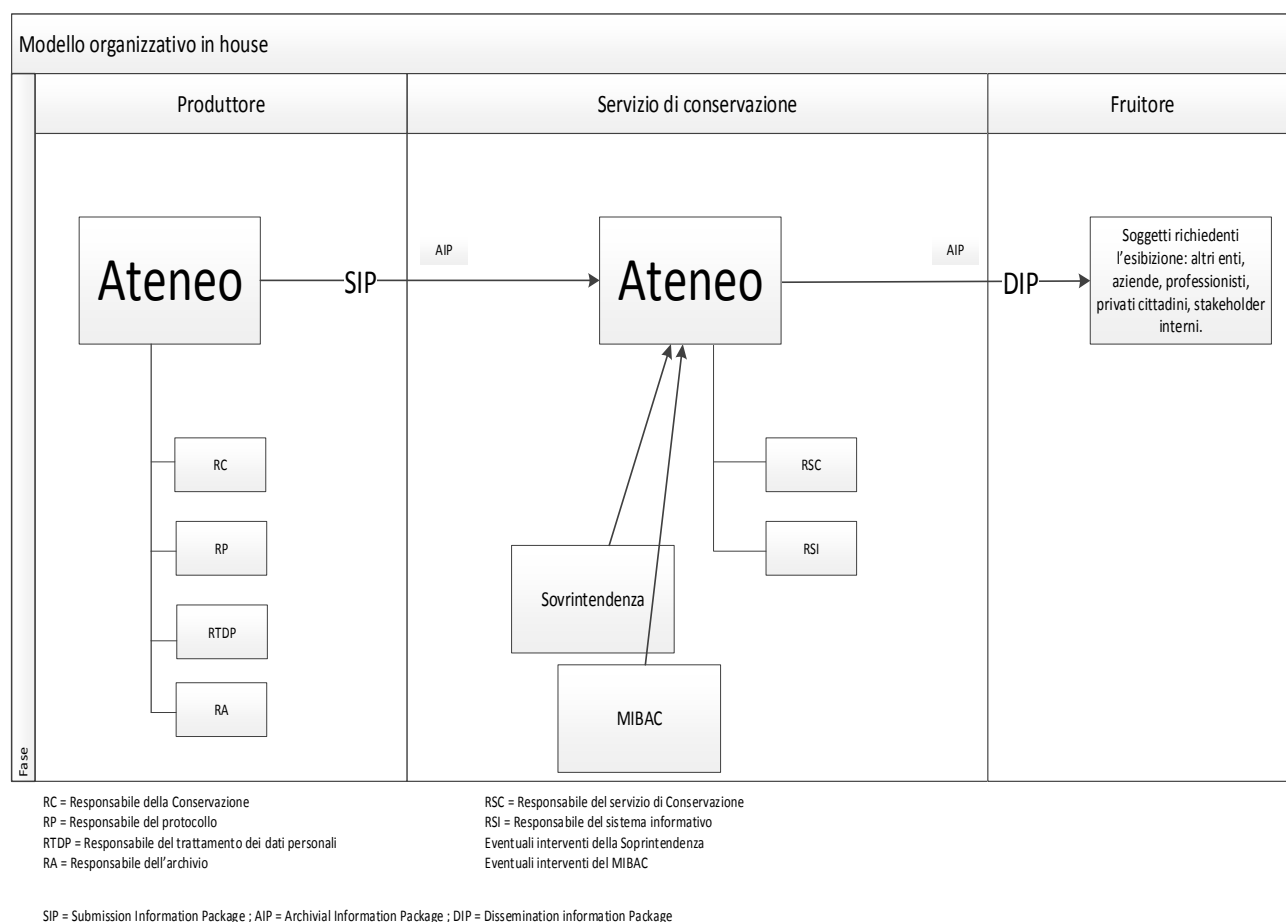 Modello organizzativo in house
Fase
Produttore
Servizio di conservazione
Fruitore
Ateneo
SIP
AIP
Ateneo
AIP
DIP
Soggetti richiedenti
l'esibizione: altri enti,
aziende, professionisti,
privati cittadini, stakeholder
interni.
RC
RP
RTDP
RA
RSC
RSI
Sovrintendenza
MIBAC
RC = Responsabile della Conservazione
RP = Responsabile del protocollo
RTDP = Responsabile del trattamento dei dati personali
RA = Responsabile dell'archivio
RSC = Responsabile del servizio di Conservazione
RSI = Responsabile del sistema informativo
Eventuali interventi della Soprintendenza
Eventuali interventi del MIBAC
SIP = Submission Information Package ; AIP = Archivial Information Package ; DIP = Dissemination information Package